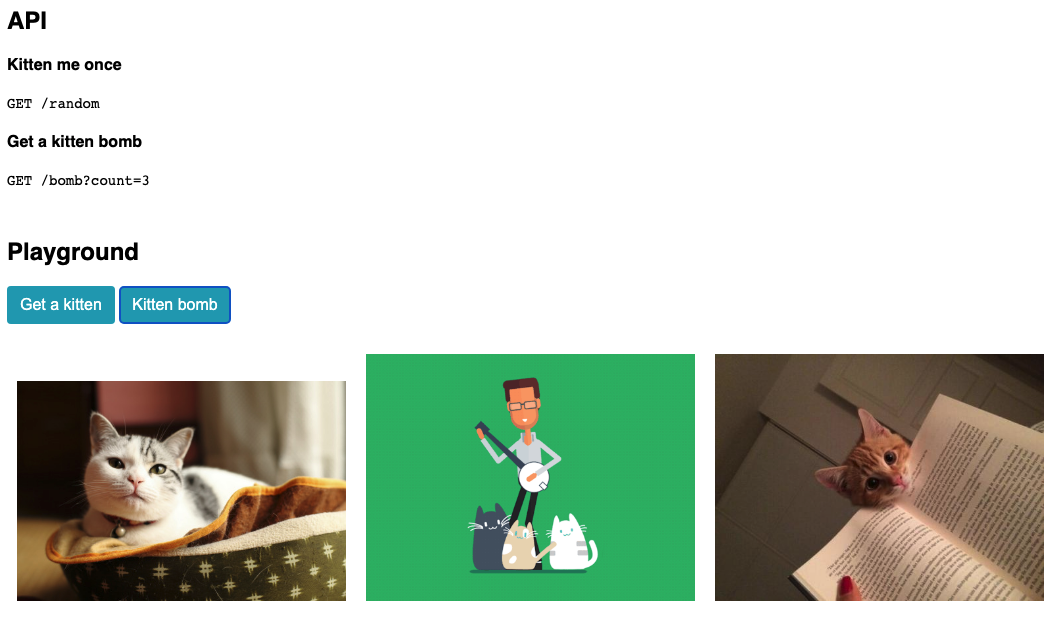 API
Kitten me once
GET /random
Get a kitten bomb
GET /bomb?count=3
Playground
Get a kitten
Kitten bomb